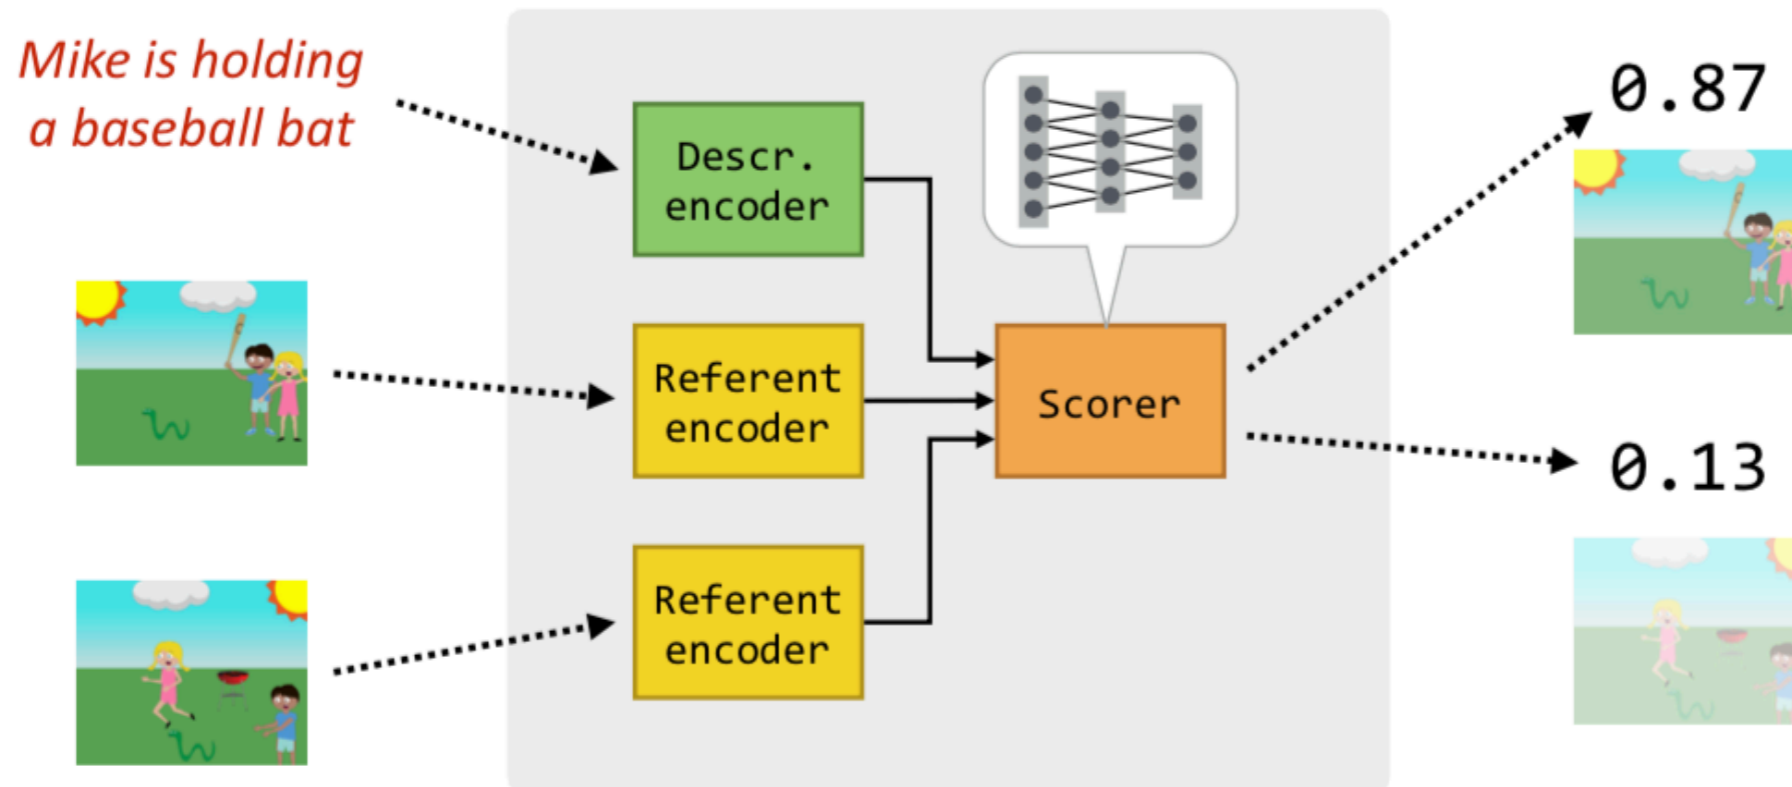 Mike is holding
a baseball bat
Descr.
encoder
Referent
encoder
Referent
encoder
Scorer
0.87
0.13